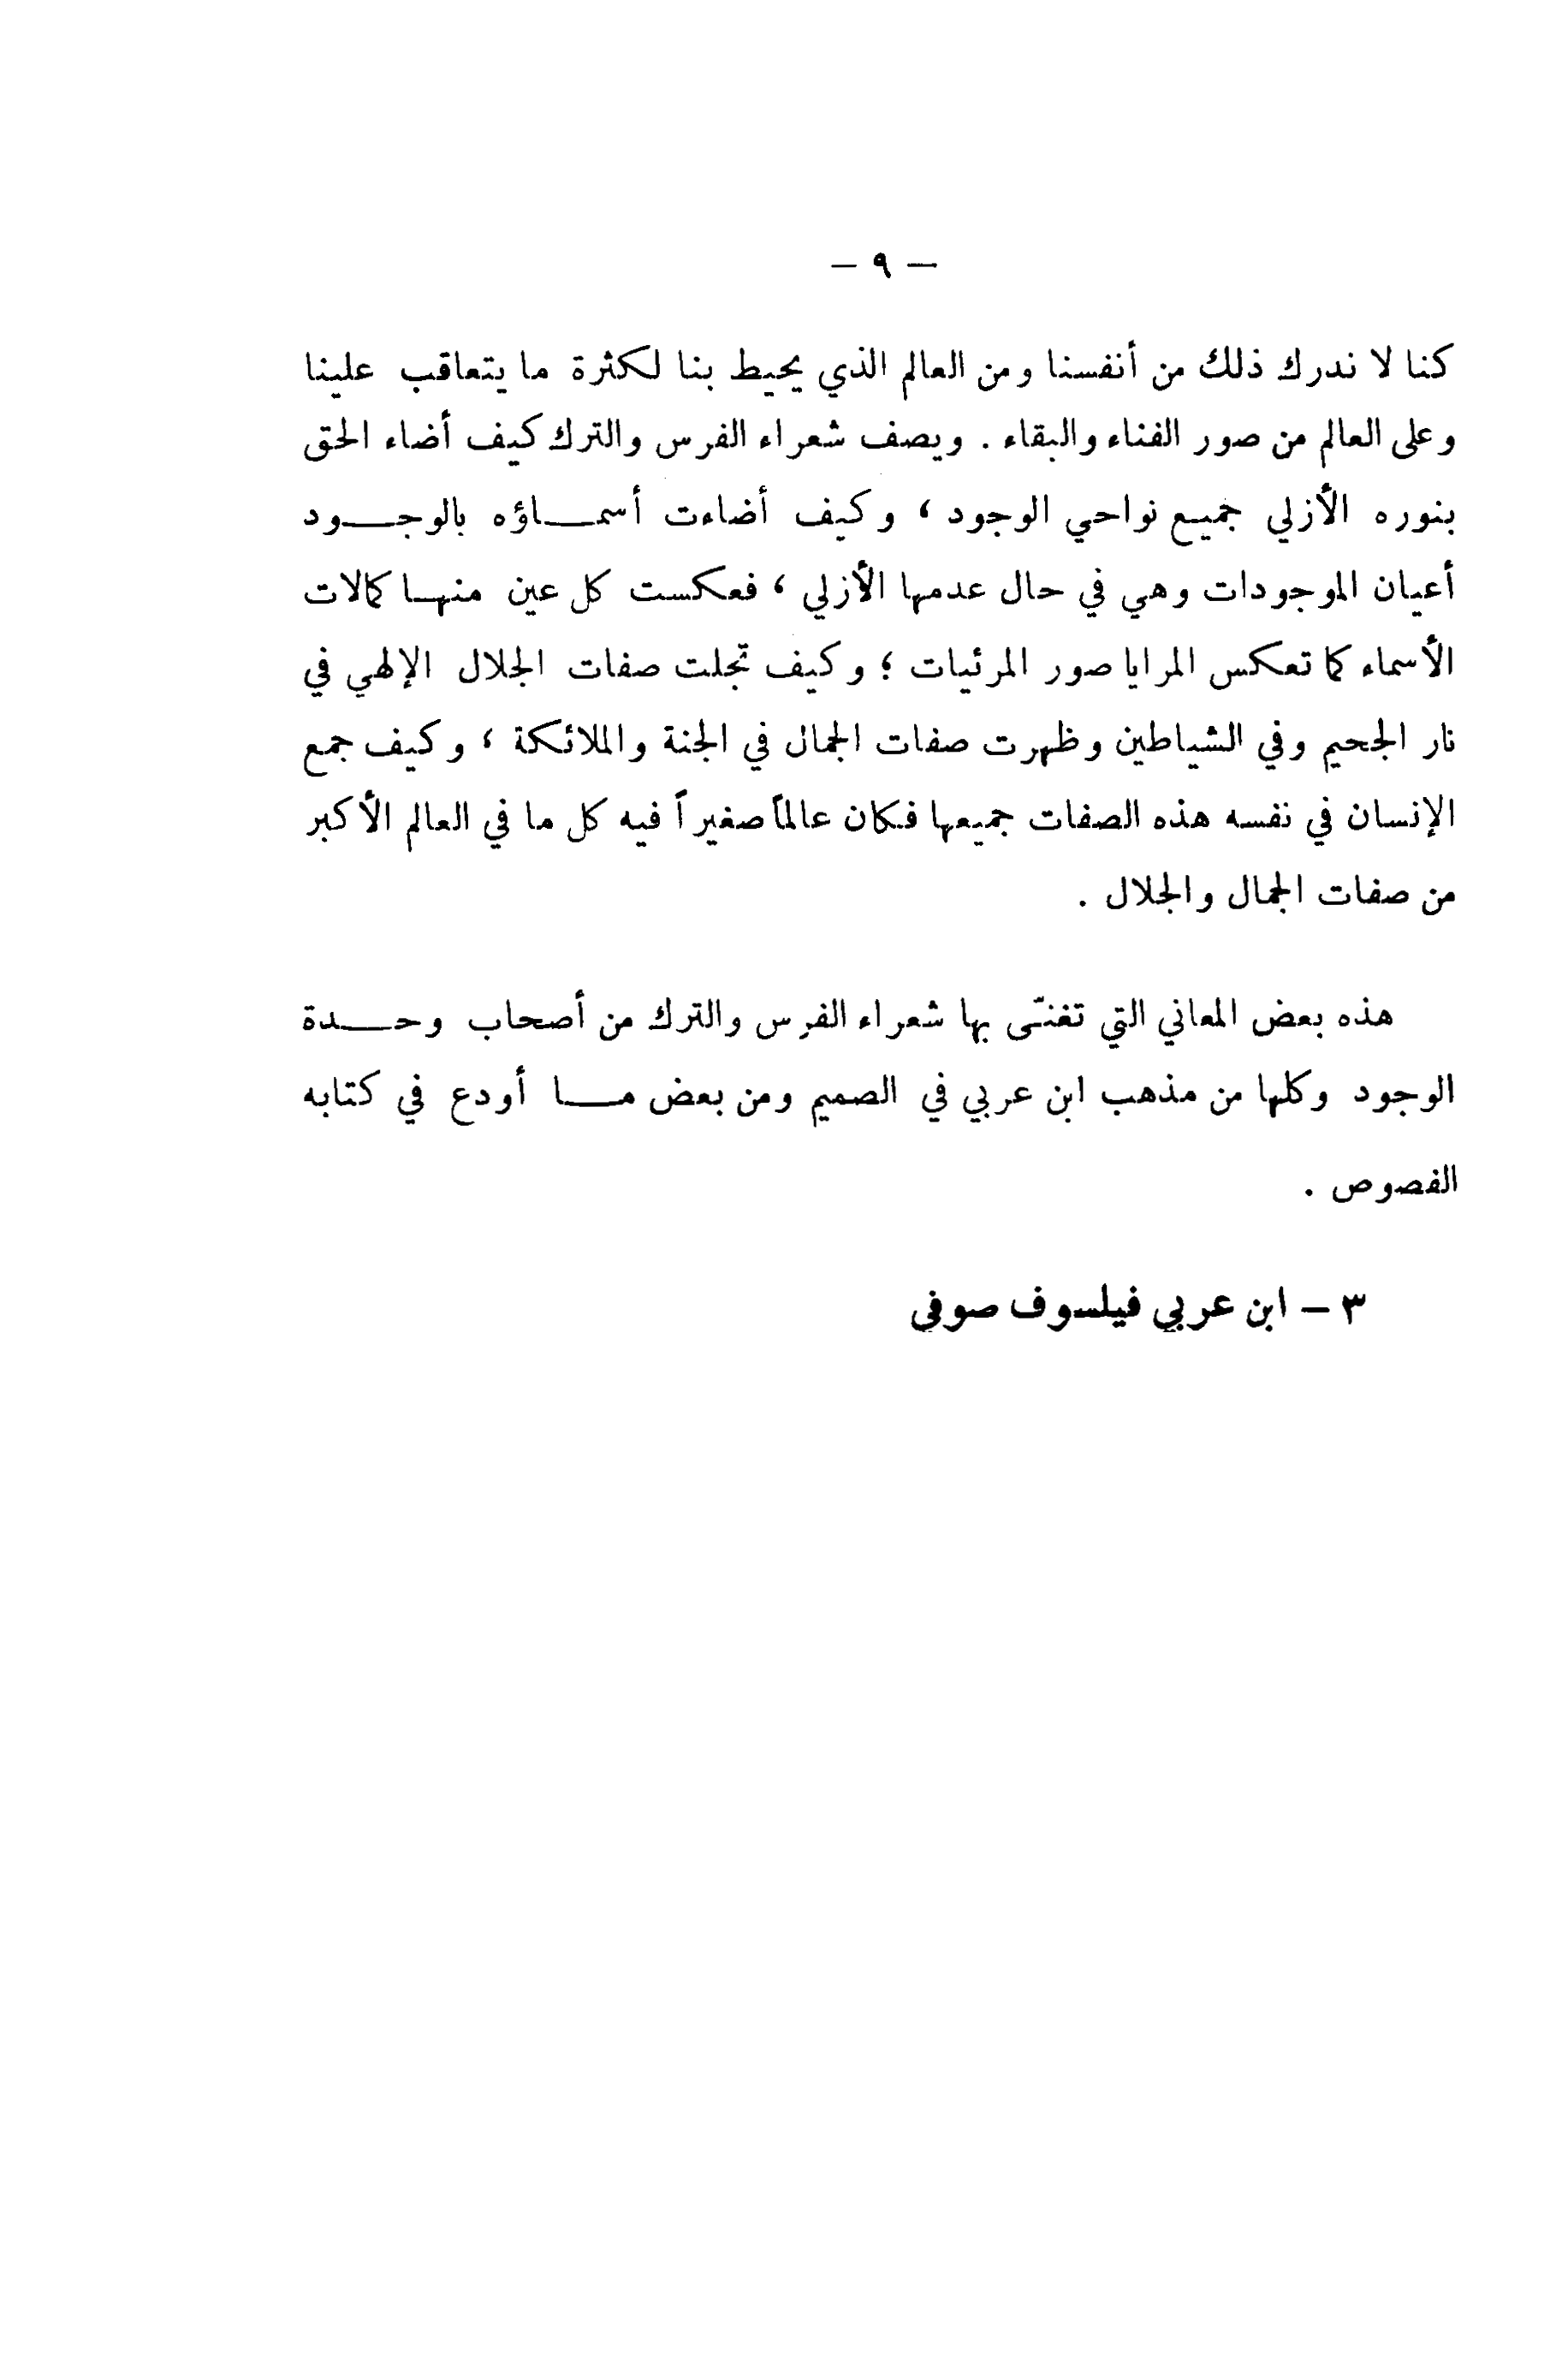 — ٩ —
كنا لا ندرك ذلك من أنفسنا ومن العالم الذي يحيط بنا لكثرة ما يتعاقب علينا
وعلى العالم من صور الفناء والبقاء . ويصف شعراء الفرس والترك كيف أضاء الحق
بنوره الأزلي جميع نواحي الوجود ، وكيف أضاءت أسمـــاؤه بالوجـــود
أعيان الموجودات وهي في حال عدمها الأزلي ، فعكست كل عين منهـا كمالات
الأسماء كما تعكس المرايا صور المرئيات ؛ وكيف تجلت صفات الجلال الإلهي في
نار الجحيم وفي الشياطين وظهرت صفات الجمال في الجنة والملائكة ، وكيف جمع
الإنسان في نفسه هذه الصفات جميعها فكان عالماً صغيراً فيه كل ما في العالم الأكبر
من صفات الجمال والجلال .
هذه بعض المعاني التي تغنّى بها شعراء الفرس والترك من أصحاب وحـــدة
الوجود وكلها من مذهب ابن عربي في الصميم ومن بعض مـــا أودع في كتابه
الفصوص .
٣ – ابن عربي فيلسوف صوفي